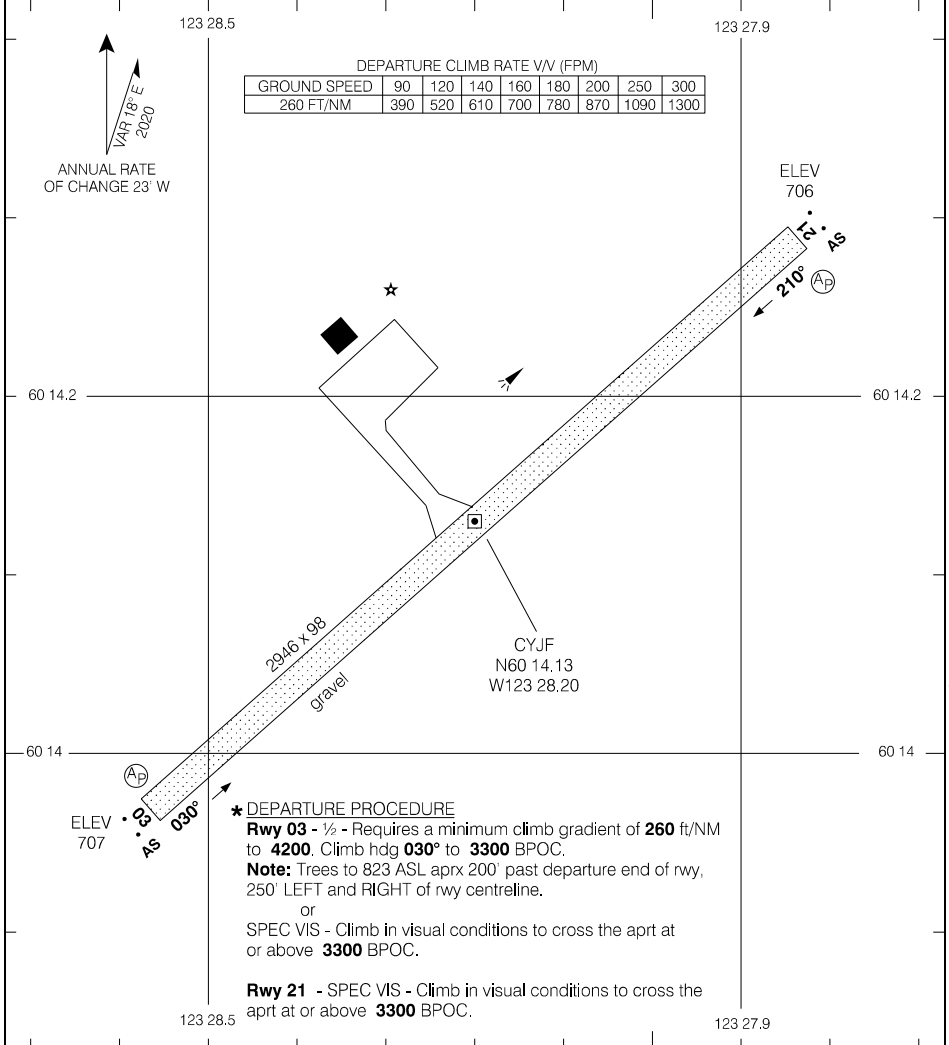 123 28.5
123 27.9
VAR 18° E
2020
ANNUAL RATE
OF CHANGE 23' W
DEPARTURE CLIMB RATE V/V (FPM)
GROUND SPEED 90 120 140 160 180 200 250 300
260 FT/NM 390 520 610 700 780 870 1090 1300
ELEV
706
21
AS
210°
AP
60 14.2
60 14.2
2946 x 98
gravel
CYJF
N60 14.13
W123 28.20
60 14
60 14
AP
ELEV
707
03
AS
030°
* DEPARTURE PROCEDURE
Rwy 03 - ½ - Requires a minimum climb gradient of 260 ft/NM
to 4200. Climb hdg 030° to 3300 BPOC.
Note: Trees to 823 ASL aprx 200' past departure end of rwy,
250' LEFT and RIGHT of rwy centreline.
or
SPEC VIS - Climb in visual conditions to cross the aprt at
or above 3300 BPOC.
Rwy 21 - SPEC VIS - Climb in visual conditions to cross the
aprt at or above 3300 BPOC.
123 28.5
123 27.9